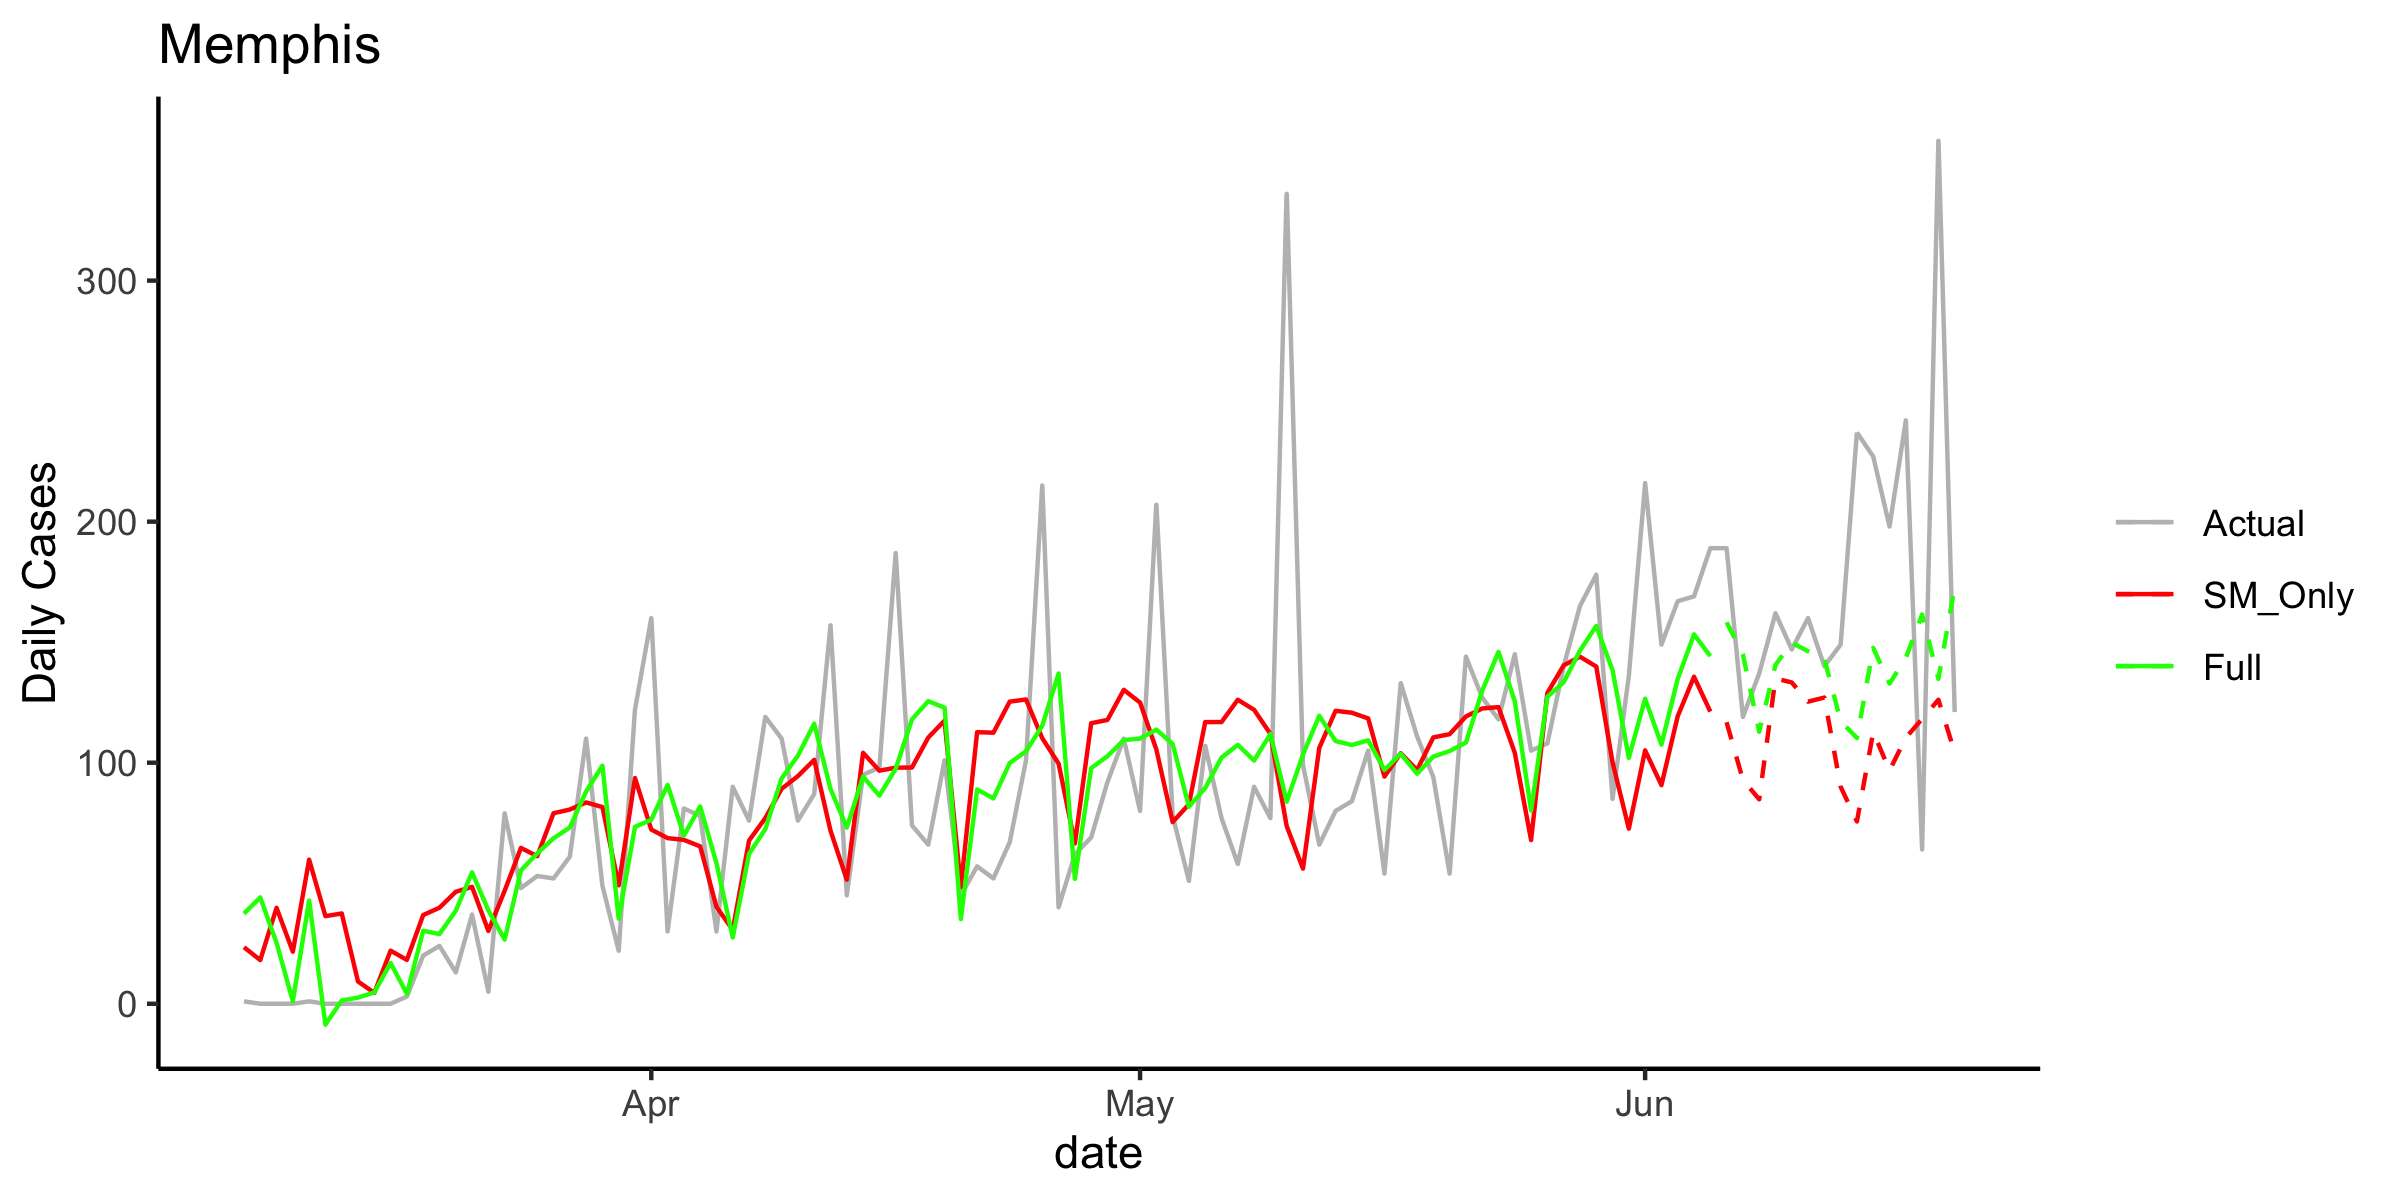 Memphis
Daily Cases
300
200
100
0
Apr
May
Jun
date
Actual
SM_Only
Full